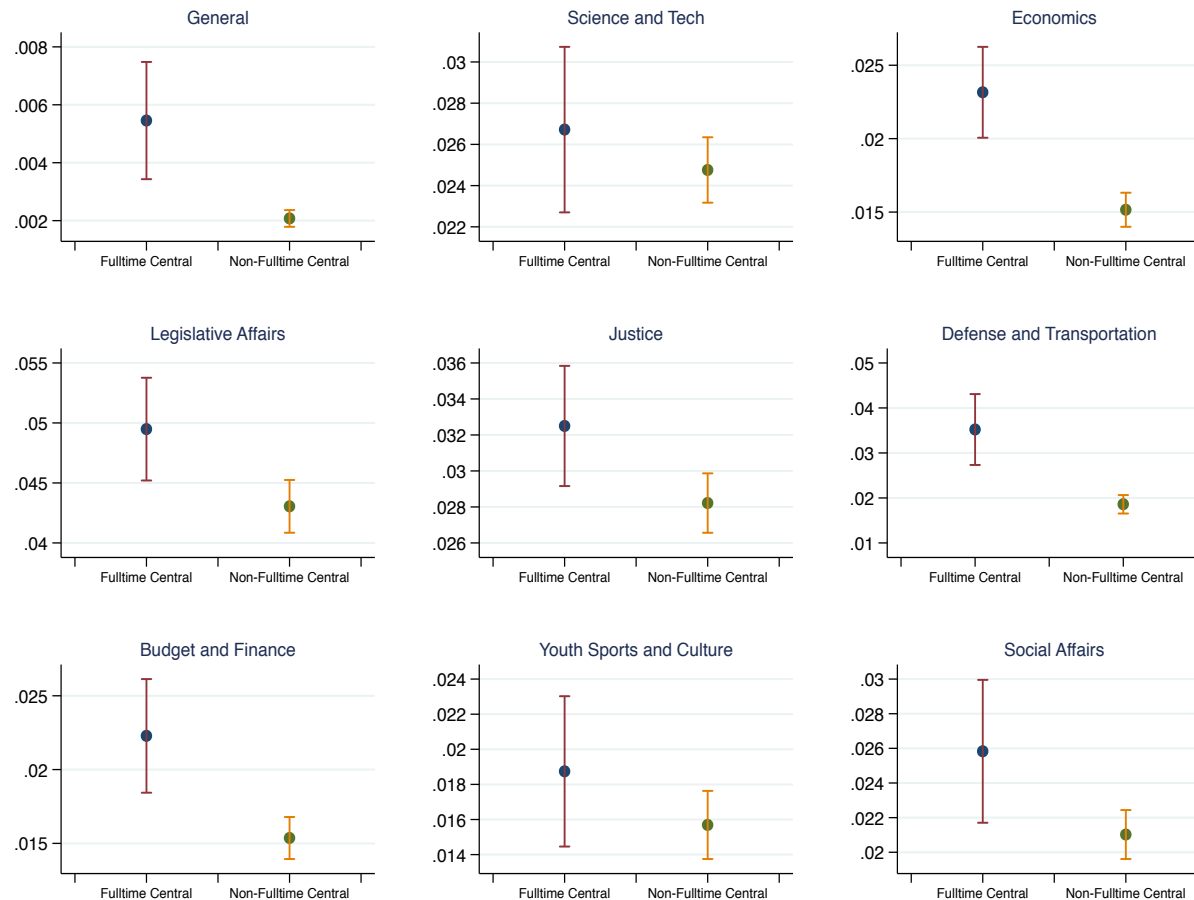 General
.008
.006
.004
.002
Fulltime Central Non-Fulltime Central
Science and Tech
.03
.028
.026
.024
.022
Fulltime Central Non-Fulltime Central
Economics
.025
.02
.015
Fulltime Central Non-Fulltime Central
Legislative Affairs
.055
.05
.045
.04
Fulltime Central Non-Fulltime Central
Justice
.036
.034
.032
.03
.028
.026
Fulltime Central Non-Fulltime Central
Defense and Transportation
.05
.04
.03
.02
.01
Fulltime Central Non-Fulltime Central
Budget and Finance
.025
.02
.015
Fulltime Central Non-Fulltime Central
Youth Sports and Culture
.024
.022
.02
.018
.016
.014
Fulltime Central Non-Fulltime Central
Social Affairs
.03
.028
.026
.024
.022
.02
Fulltime Central Non-Fulltime Central